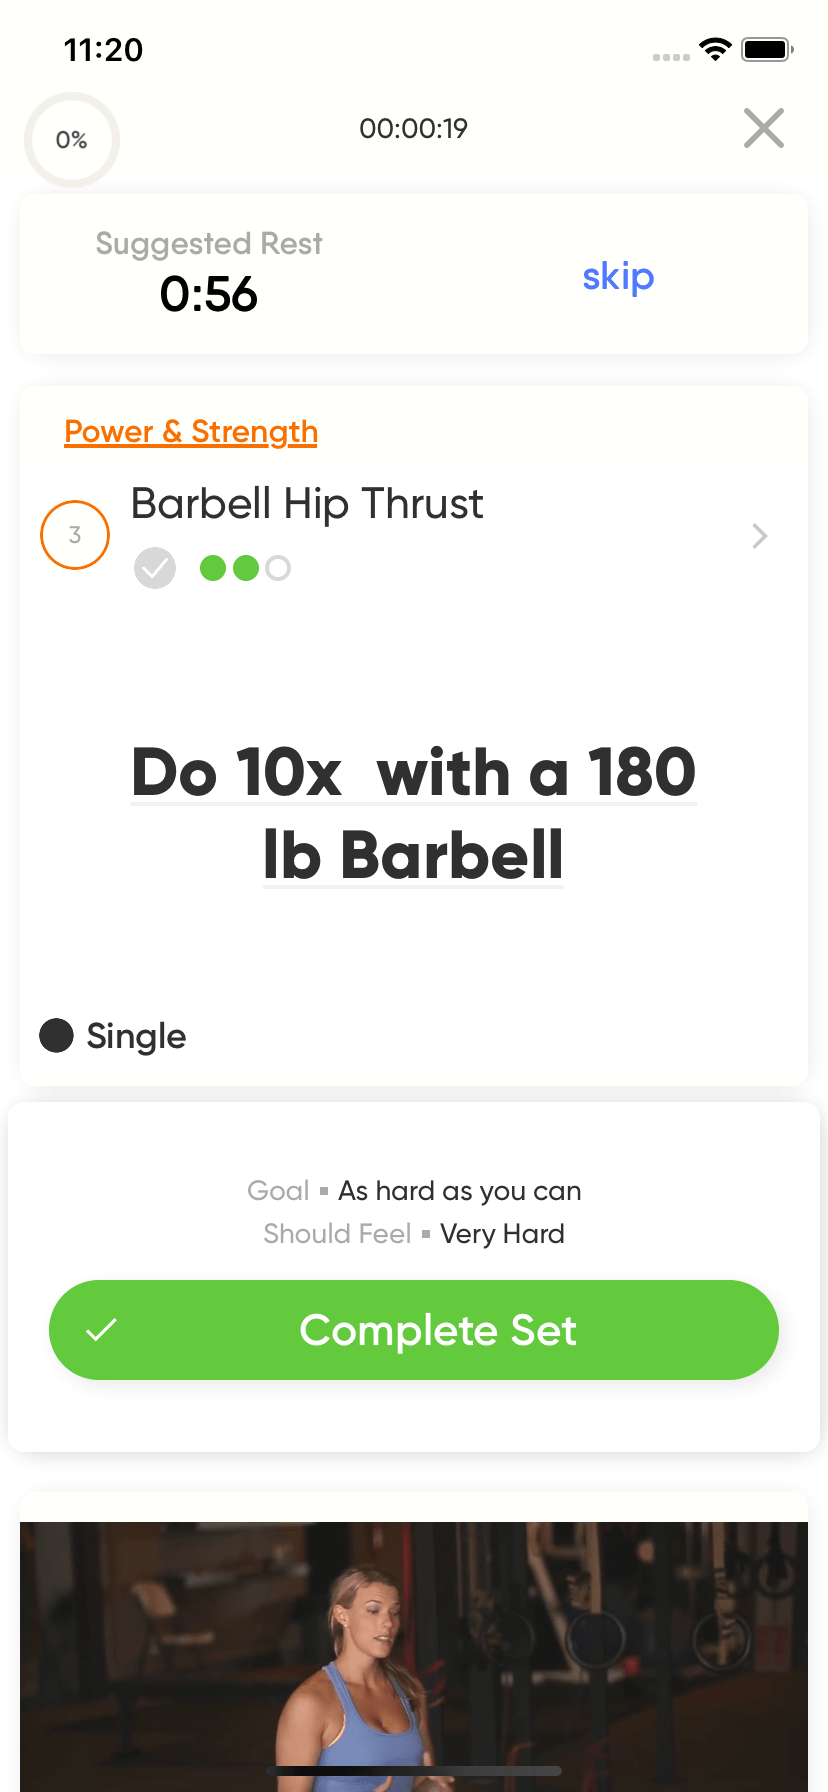 11:20
0%
00:00:19
Suggested Rest
0:56
skip
Power & Strength
3
Barbell Hip Thrust
Do 10x with a 180
lb Barbell
Single
Goal ▪ As hard as you can
Should Feel ▪ Very Hard
Complete Set